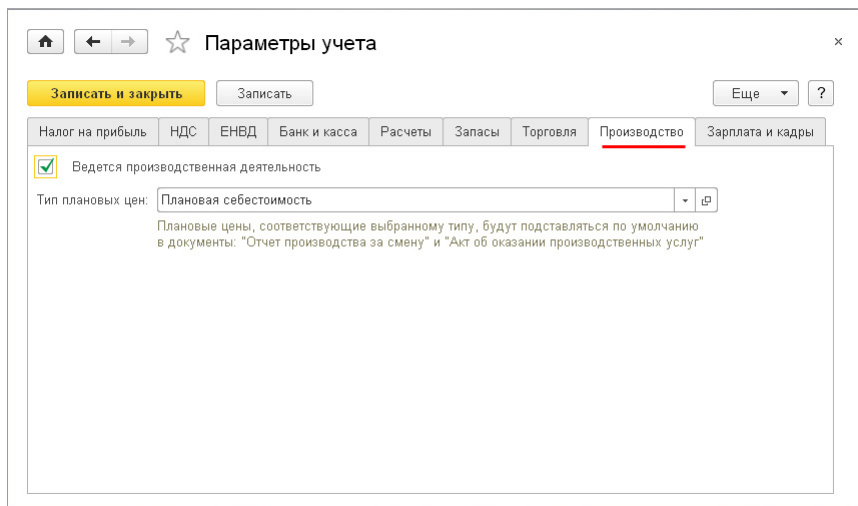 Параметры учета
Записать и закрыть Записать Еще ?
Налог на прибыль НДС ЕНВД Банк и касса Расчеты Запасы Торговля Производство Зарплата и кадры
Ведется производственная деятельность
Тип плановых цен: Плановая себестоимость
Плановые цены, соответствующие выбранному типу, будут подставляться по умолчанию
в документы: "Отчет производства за смену" и "Акт об оказании производственных услуг"